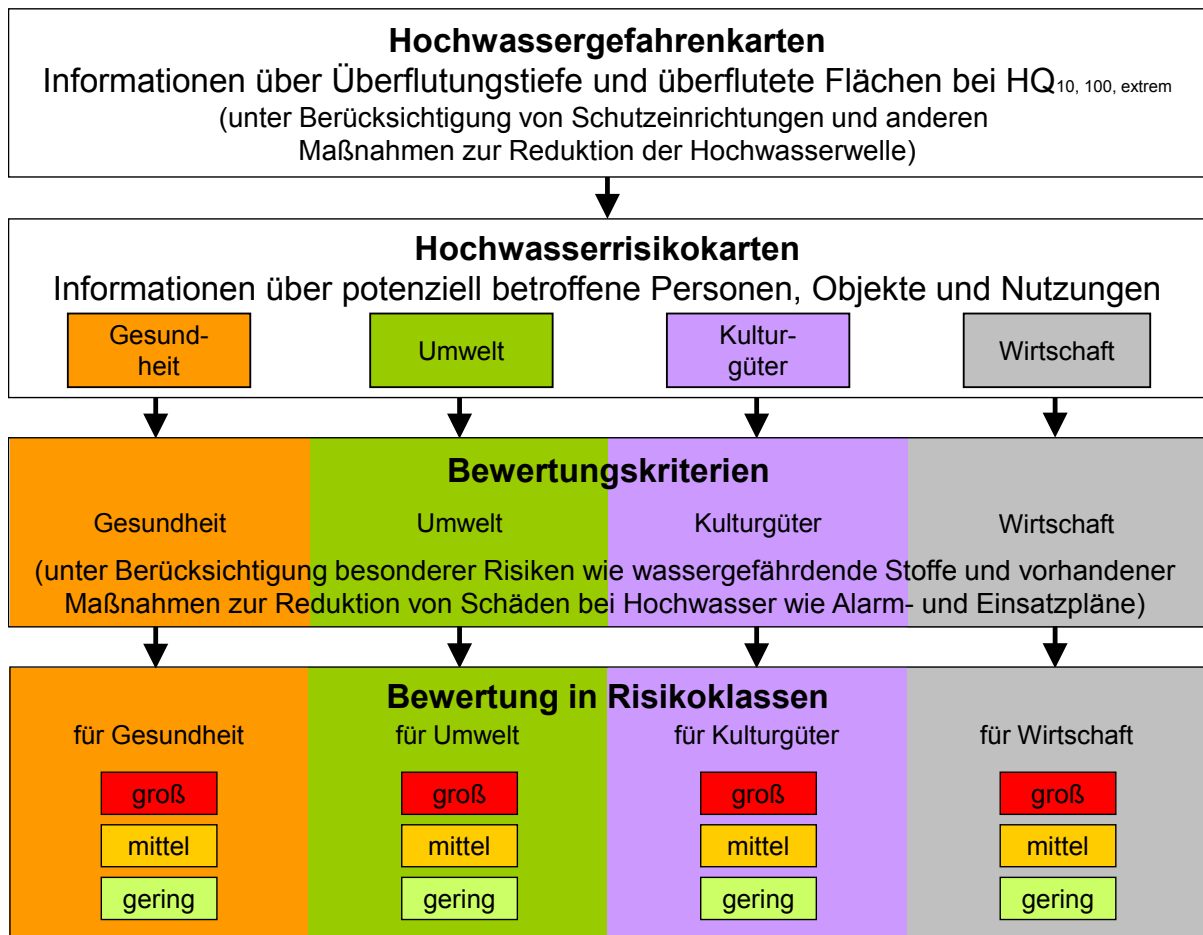 Hochwassergefahrenkarten
Informationen über Überflutungstiefe und überflutete Flächen bei HQ10, 100, extrem
(unter Berücksichtigung von Schutzeinrichtungen und anderen
Maßnahmen zur Reduktion der Hochwasserwelle)
Hochwasserrisikokarten
Informationen über potenziell betroffene Personen, Objekte und Nutzungen
Gesund-
heit
Umwelt
Kultur-
güter
Wirtschaft
Bewertungskriterien
Gesundheit Umwelt Kulturgüter Wirtschaft
(unter Berücksichtigung besonderer Risiken wie wassergefährdende Stoffe und vorhandener
Maßnahmen zur Reduktion von Schäden bei Hochwasser wie Alarm- und Einsatzpläne)
Bewertung in Risikoklassen
für Gesundheit für Umwelt für Kulturgüter für Wirtschaft
groß groß groß groß
mittel mittel mittel mittel
gering gering gering gering